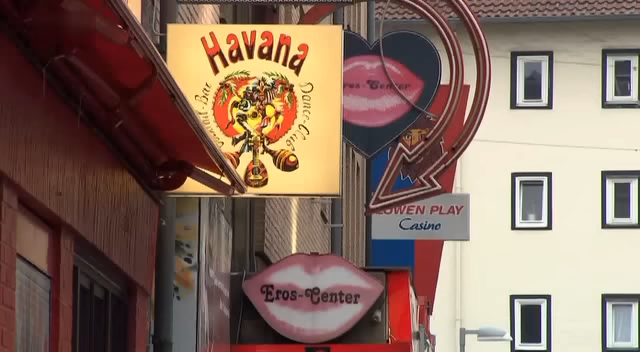 Havana
Cocktail-Bar
Dance-Club
Eros-Center
LÖWEN PLAY
Casino
Eros-Center